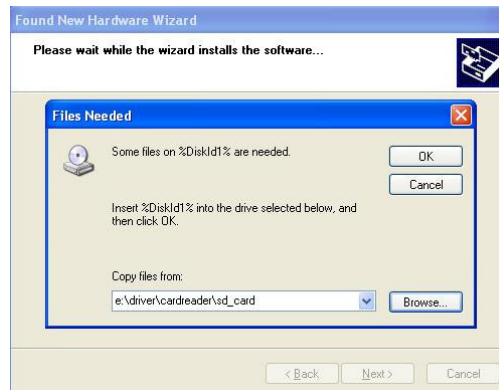 Found New Hardware Wizard
Please wait while the wizard installs the software...
Files Needed
Some files on %DiskId1% are needed.
OK
Cancel
Insert %DiskId1% into the drive selected below, and
then click OK.
Copy files from:
e:\driver\cardreader\sd_card
Browse...
< Back
Next >
Cancel